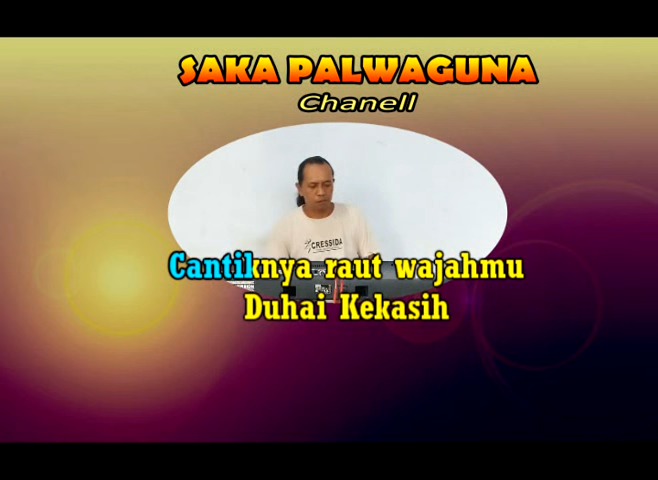 SAKA PALWAGUNA
Chanell
CRESSIDA
Cantiknya raut wajahmu
Duhai Kekasih